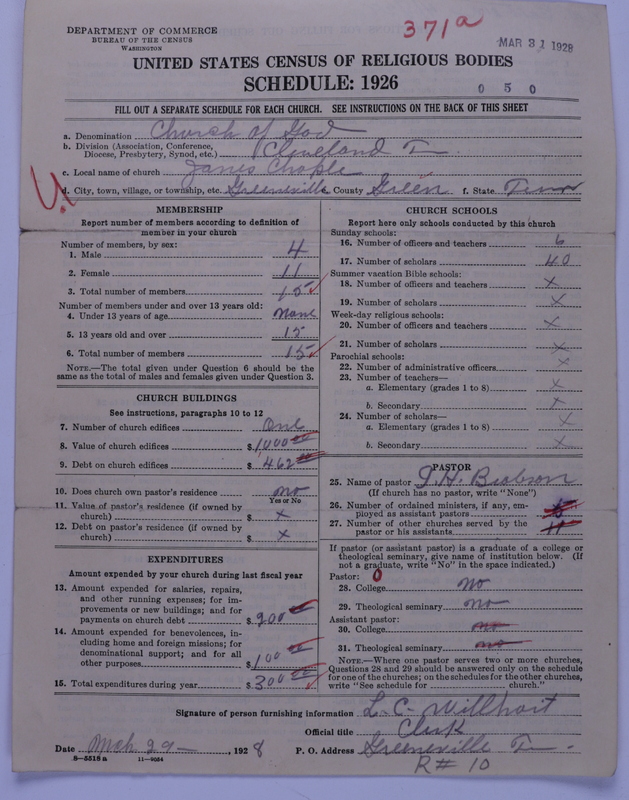 371a
DEPARTMENT OF COMMERCE
BUREAU OF THE CENSUS
WASHINGTON
MAR 31 1928
UNITED STATES CENSUS OF RELIGIOUS BODIES
SCHEDULE: 1926
0 5 0
FILL OUT A SEPARATE SCHEDULE FOR EACH CHURCH. SEE INSTRUCTIONS ON THE BACK OF THIS SHEET
a. Denomination Church of God
b. Division (Association, Conference, Diocese, Presbytery, Synod, etc.) Cleveland
c. Local name of church Janes Chaple
d. City, town, village, or township, etc. Greeneville County Green f. State Tenn
MEMBERSHIP
Report number of members according to definition of
member in your church
Number of members, by sex:
1. Male 4
2. Female 11
3. Total number of members 15
Number of members under and over 13 years old:
4. Under 13 years of age None
5. 13 years old and over 15
6. Total number of members 15
NOTE.—The total given under Question 6 should be
same as the total of males and females given under Question 3.
CHURCH BUILDINGS
See instructions, paragraphs 10 to 12
7. Number of church edifices One
8. Value of church edifices $ 1000 00
9. Debt on church edifices $ 462 00
10. Does church own pastor's residence no
Yes or No
11. Value of pastor's residence (if owned by
church) $ x
12. Debt on pastor's residence (if owned by
church) $ x
EXPENDITURES
Amount expended by your church during last fiscal year
13. Amount expended for salaries, repairs,
and other running expenses; for im-
provements or new buildings; and for
payments on church debt $ 200 00
14. Amount expended for benevolences, in-
cluding home and foreign missions; for
denominational support; and for all
other purposes $ 100 00
15. Total expenditures during year $ 300 00
CHURCH SCHOOLS
Report here only schools conducted by this church
Sunday schools:
16. Number of officers and teachers 6
17. Number of scholars 40
Summer vacation Bible schools:
18. Number of officers and teachers x
19. Number of scholars x
Week-day religious schools:
20. Number of officers and teachers x
21. Number of scholars x
Parochial schools:
22. Number of administrative officers x
23. Number of teachers—
a. Elementary (grades 1 to 8) x
b. Secondary x
24. Number of scholars—
a. Elementary (grades 1 to 8) x
b. Secondary x
PASTOR
25. Name of pastor
(If church has no pastor, write "None")
26. Number of ordained ministers, if any, em-
ployed as assistant pastors
27. Number of other churches served by the
pastor or his assistants 11
If pastor (or assistant pastor) is a graduate of a college or
theological seminary, give name of institution below. (If
not a graduate, write "No" in the space indicated.)
Pastor: 0
28. College no
29. Theological seminary no
Assistant pastor:
30. College no
31. Theological seminary no
NOTE.—Where one pastor serves two or more churches,
Questions 28 and 29 should be answered only on the schedule
for one of the churches; on the schedules for the other churches,
write "See schedule for church."
Signature of person furnishing information L. C. Willhoit
Official title Clerk
Date Mch 29 , 1928 P. O. Address Greeneville
R # 10
8—5518 a 11—9054